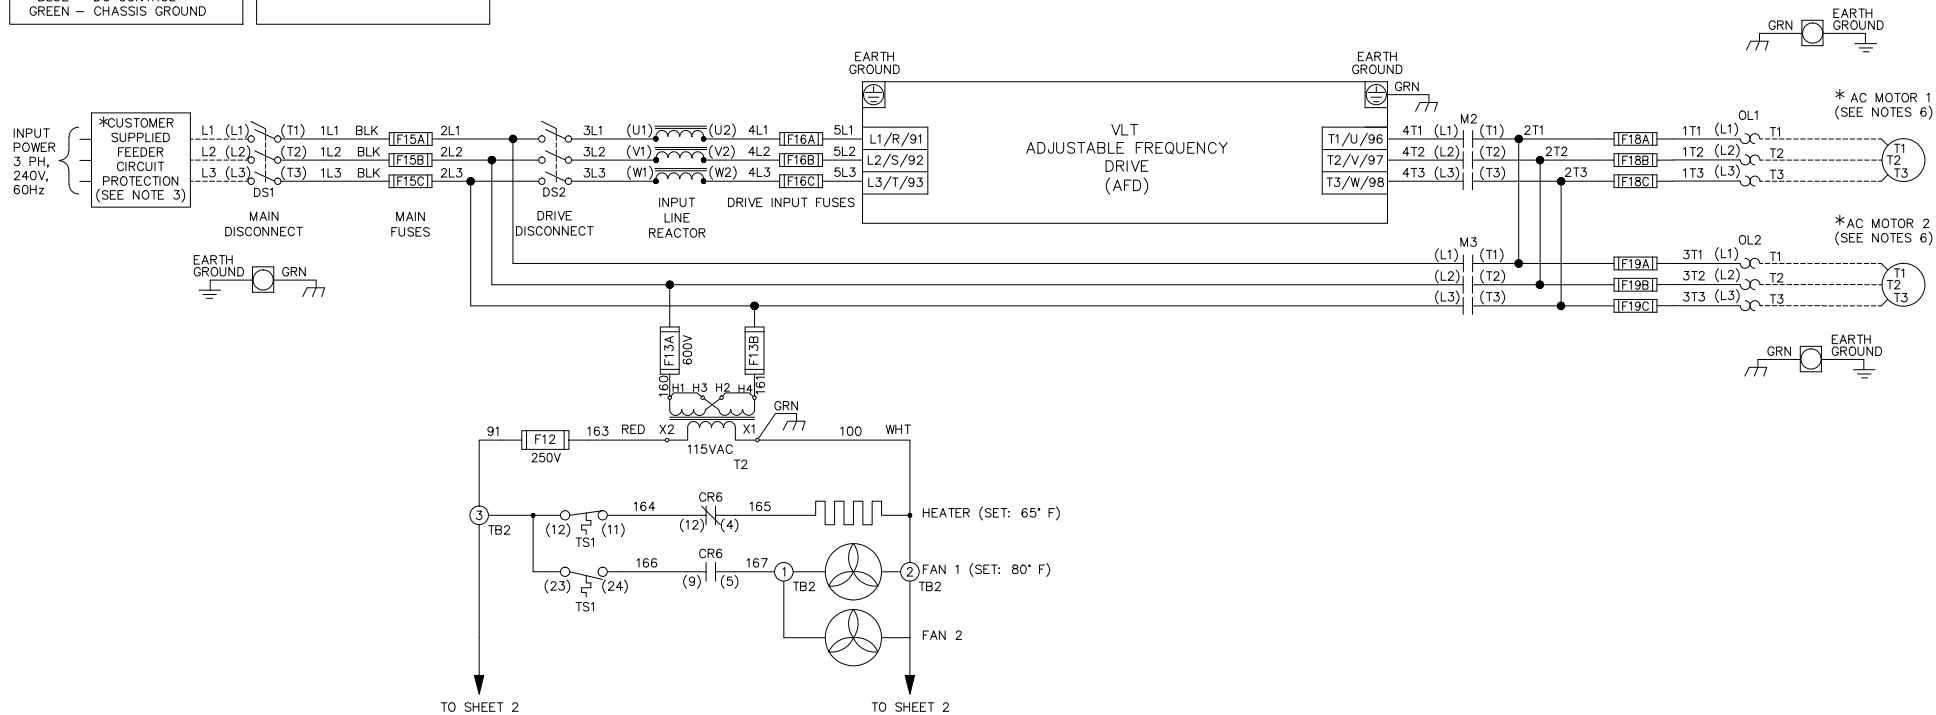 GREEN – CHASSIS GROUND
GRN
EARTH
GROUND
INPUT
POWER
3 PH,
240V,
60Hz
*CUSTOMER
SUPPLIED
FEEDER
CIRCUIT
PROTECTION
(SEE NOTE 3)
L1 (L1) (T1) 1L1 BLK F15A 2L1
L2 (L2) (T2) 1L2 BLK F15B 2L2
L3 (L3) (T3) 1L3 BLK F15C 2L3
DS1
MAIN
DISCONNECT
MAIN
FUSES
3L1 (U1) (U2) 4L1 F16A 5L1
3L2 (V1) (V2) 4L2 F16B 5L2
3L3 (W1) (W2) 4L3 F16C 5L3
DS2
DRIVE
DISCONNECT
INPUT
LINE
REACTOR
DRIVE INPUT FUSES
EARTH
GROUND
L1/R/91
L2/S/92
L3/T/93
VLT
ADJUSTABLE FREQUENCY
DRIVE
(AFD)
EARTH
GROUND
GRN
T1/U/96
T2/V/97
T3/W/98
M2
4T1 (L1) (T1) 2T1
4T2 (L2) (T2) 2T2
4T3 (L3) (T3) 2T3
OL1
F18A 1T1 (L1) T1
F18B 1T2 (L2) T2
F18C 1T3 (L3) T3
* AC MOTOR 1
(SEE NOTES 6)
T1
T2
T3
EARTH
GROUND
GRN
M3
(L1) (T1)
(L2) (T2)
(L3) (T3)
OL2
F19A 3T1 (L1) T1
F19B 3T2 (L2) T2
F19C 3T3 (L3) T3
*AC MOTOR 2
(SEE NOTES 6)
T1
T2
T3
GRN
EARTH
GROUND
F13A
600V
F13B
160
161
H1 H3 H2 H4
GRN
91 F12 163 RED X2 X1 100 WHT
250V
115VAC
T2
3
TB2
(12) (11)
TS1
164
CR6
(12) (4)
165
HEATER (SET: 65° F)
(23) (24)
TS1
166
CR6
(9) (5)
167
1
TB2
2
TB2
FAN 1 (SET: 80° F)
FAN 2
TO SHEET 2
TO SHEET 2